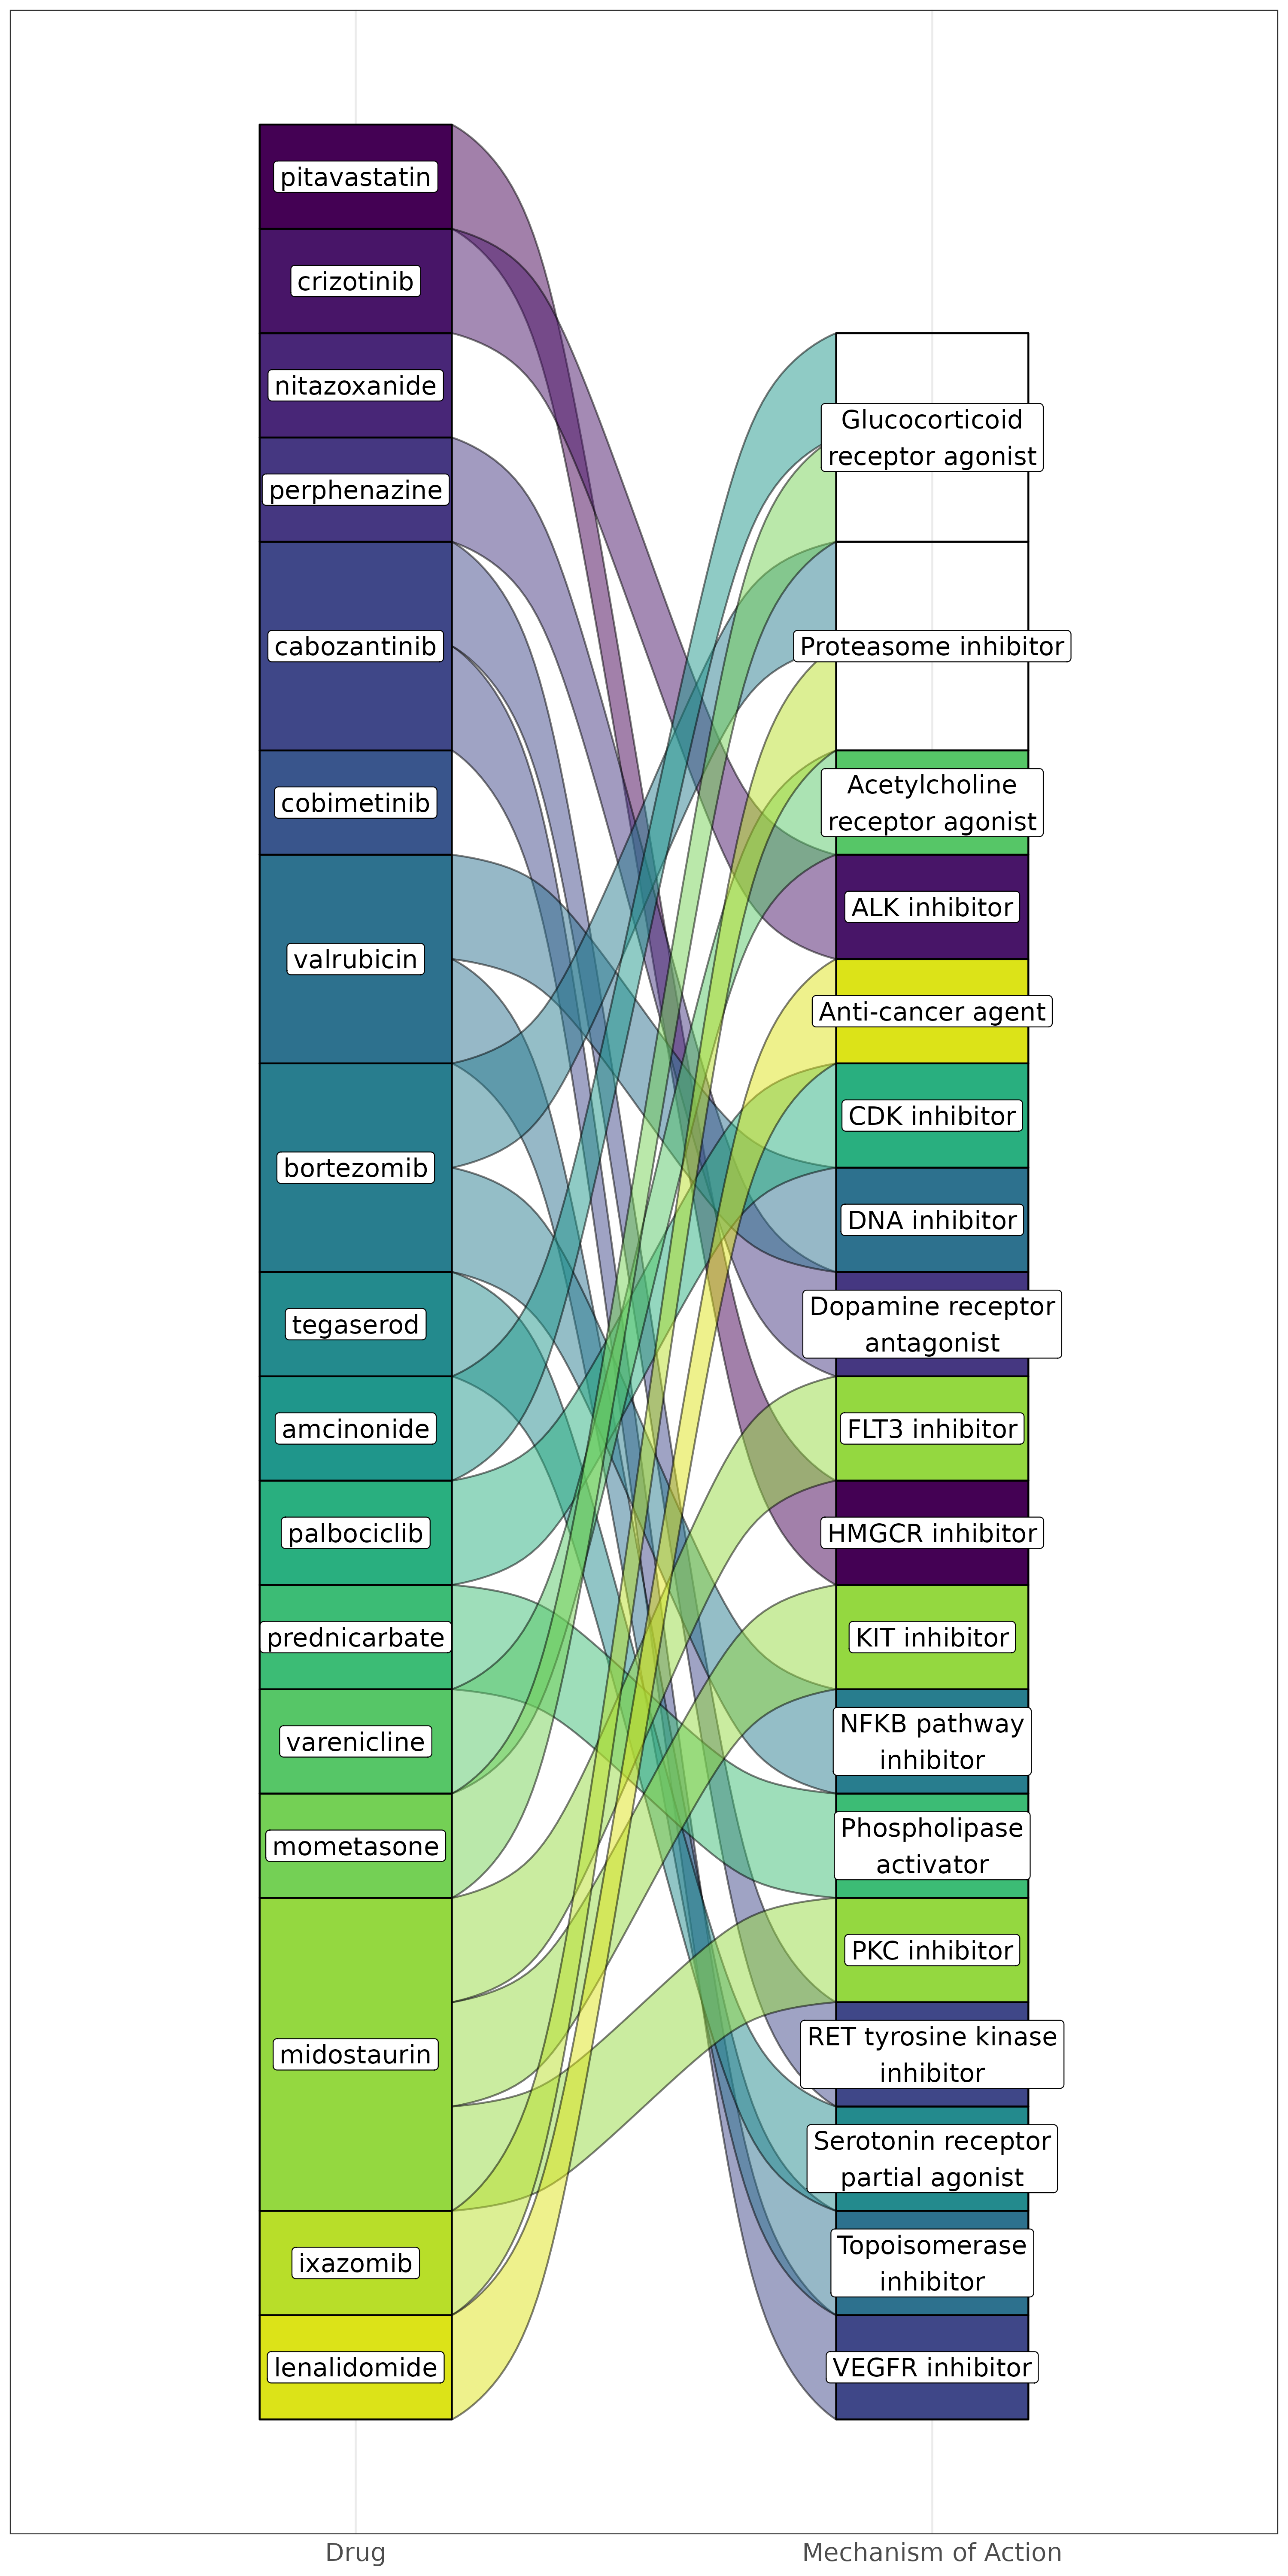 pitavastatin
crizotinib
nitazoxanide
perphenazine
cabozantinib
cobimetinib
valrubicin
bortezomib
tegaserod
amcinonide
palbociclib
prednicarbate
varenicline
mometasone
midostaurin
ixazomib
lenalidomide
Glucocorticoid
receptor agonist
Proteasome inhibitor
Acetylcholine
receptor agonist
ALK inhibitor
Anti-cancer agent
CDK inhibitor
DNA inhibitor
Dopamine receptor
antagonist
FLT3 inhibitor
HMGCR inhibitor
KIT inhibitor
NFKB pathway
inhibitor
Phospholipase
activator
PKC inhibitor
RET tyrosine kinase
inhibitor
Serotonin receptor
partial agonist
Topoisomerase
inhibitor
VEGFR inhibitor
Drug
Mechanism of Action